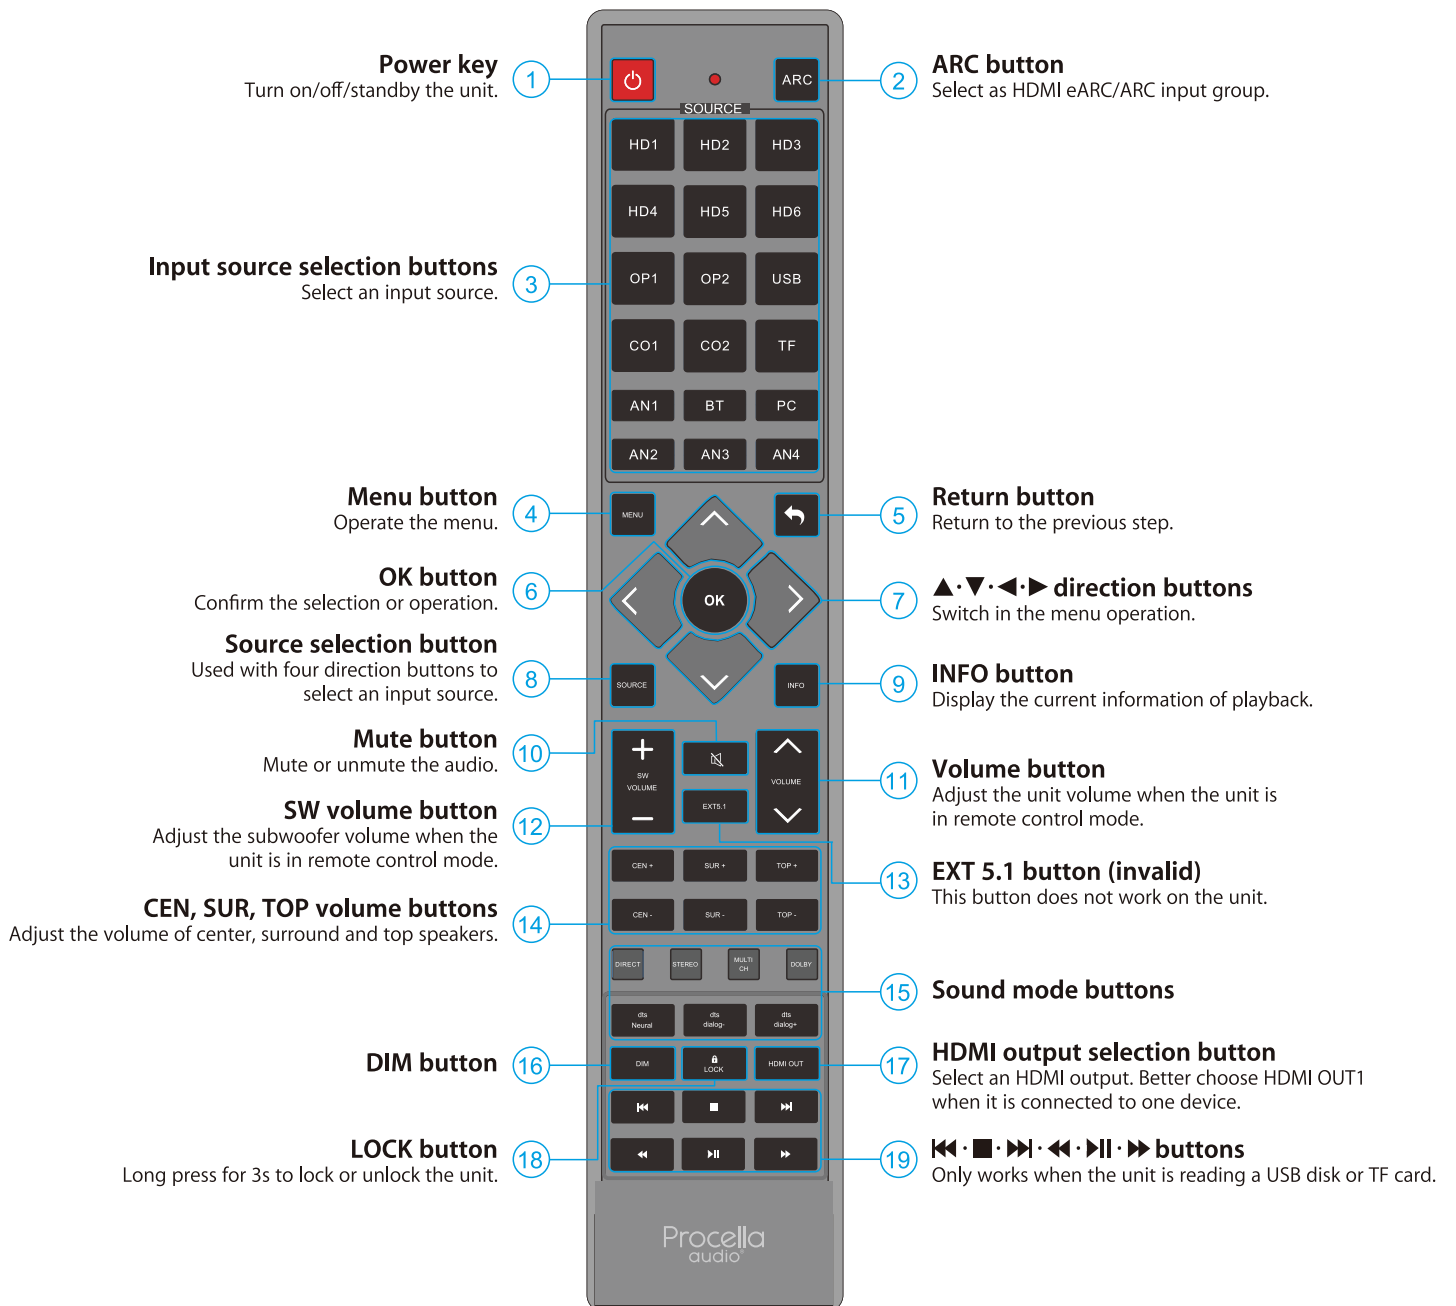 Power key
Turn on/off/standby the unit.
1
ARC
2
ARC button
Select as HDMI eARC/ARC input group.
SOURCE
HD1 HD2 HD3
HD4 HD5 HD6
Input source selection buttons
Select an input source.
3
OP1 OP2 USB
CO1 CO2 TF
AN1 BT PC
AN2 AN3 AN4
Menu button
Operate the menu.
4
MENU
5
Return button
Return to the previous step.
OK button
Confirm the selection or operation.
6
OK
7
▲·▼·◀·▶ direction buttons
Switch in the menu operation.
Source selection button
Used with four direction buttons to
select an input source.
8
SOURCE
INFO
9
INFO button
Display the current information of playback.
Mute button
Mute or unmute the audio.
10
+
SW
VOLUME
−
EXT5.1
VOLUME
11
Volume button
Adjust the unit volume when the unit is
in remote control mode.
SW volume button
Adjust the subwoofer volume when the
unit is in remote control mode.
12
13
EXT 5.1 button (invalid)
This button does not work on the unit.
CEN + SUR + TOP +
CEN - SUR - TOP -
CEN, SUR, TOP volume buttons
Adjust the volume of center, surround and top speakers.
14
DIRECT STEREO MULTI CH DOLBY
15
Sound mode buttons
dts Neural dts dialog- dts dialog+
DIM button
16
DIM LOCK HDMI OUT
17
HDMI output selection button
Select an HDMI output. Better choose HDMI OUT1
when it is connected to one device.
LOCK button
Long press for 3s to lock or unlock the unit.
18
19
⏮·■·⏭·◀◀·▶II·▶▶ buttons
Only works when the unit is reading a USB disk or TF card.
Procella
audio®